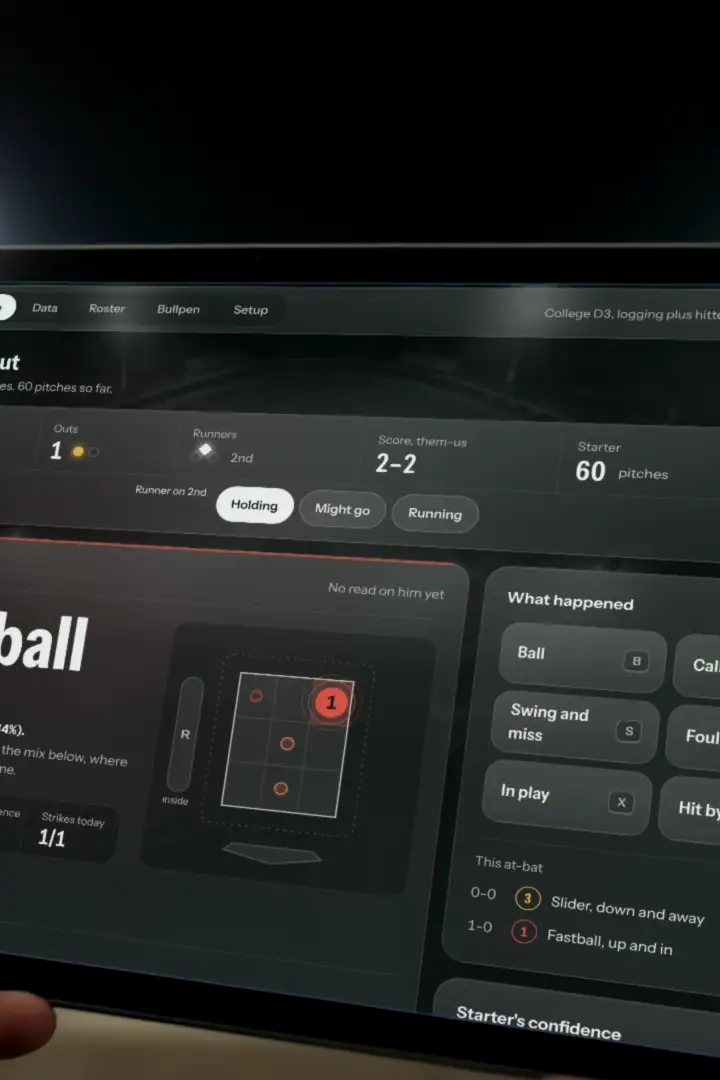 Data
Roster
Bullpen
Setup
College D3, logging plus hitte
ut
es. 60 pitches so far.
Outs
1
Runners
2nd
Score, them–us
2–2
Starter
60 pitches
Runner on 2nd
Holding
Might go
Running
No read on him yet
ball
4%).
the mix below, where
ne.
ence
Strikes today
1/1
R
inside
1
What happened
Ball
B
Cal
Swing and
miss
S
Foul
In play
X
Hit by
This at-bat
0–0
3
Slider, down and away
1–0
1
Fastball, up and in
Starter's confidence